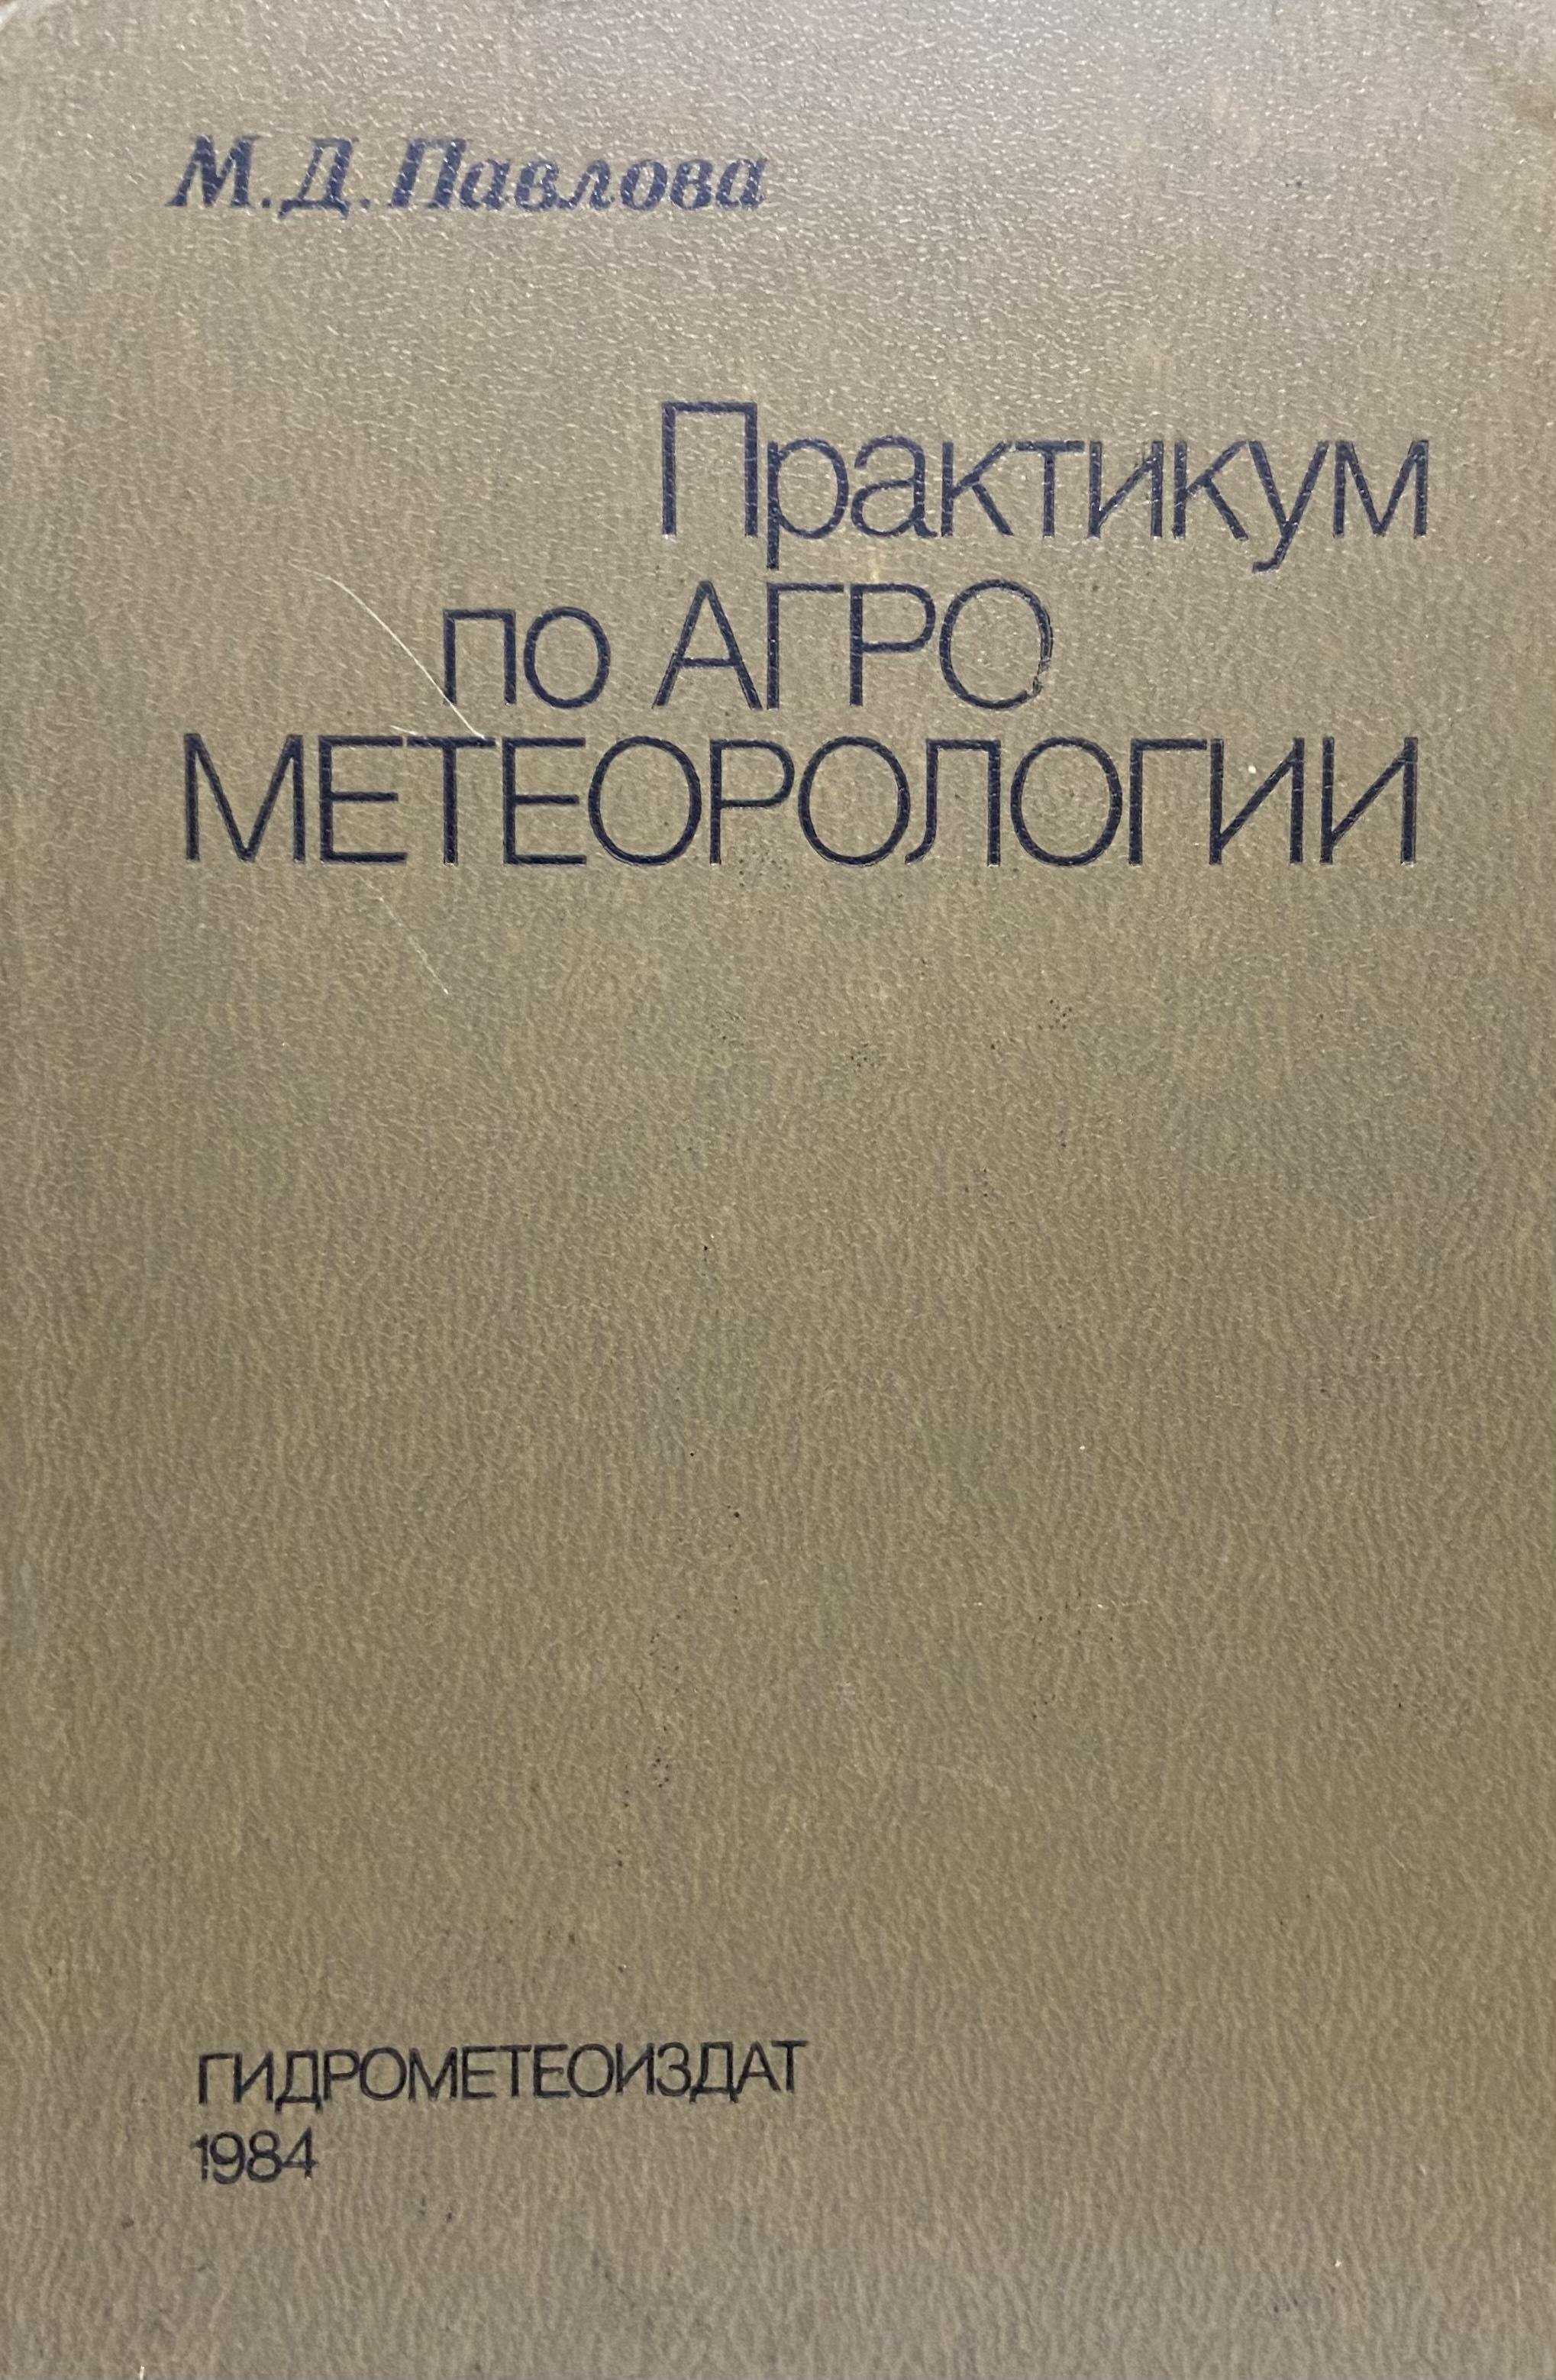 М.Д.Павлова
Практикум
по АГРО
МЕТЕОРОЛОГИИ
ГИДРОМЕТЕОИЗДАТ
1984